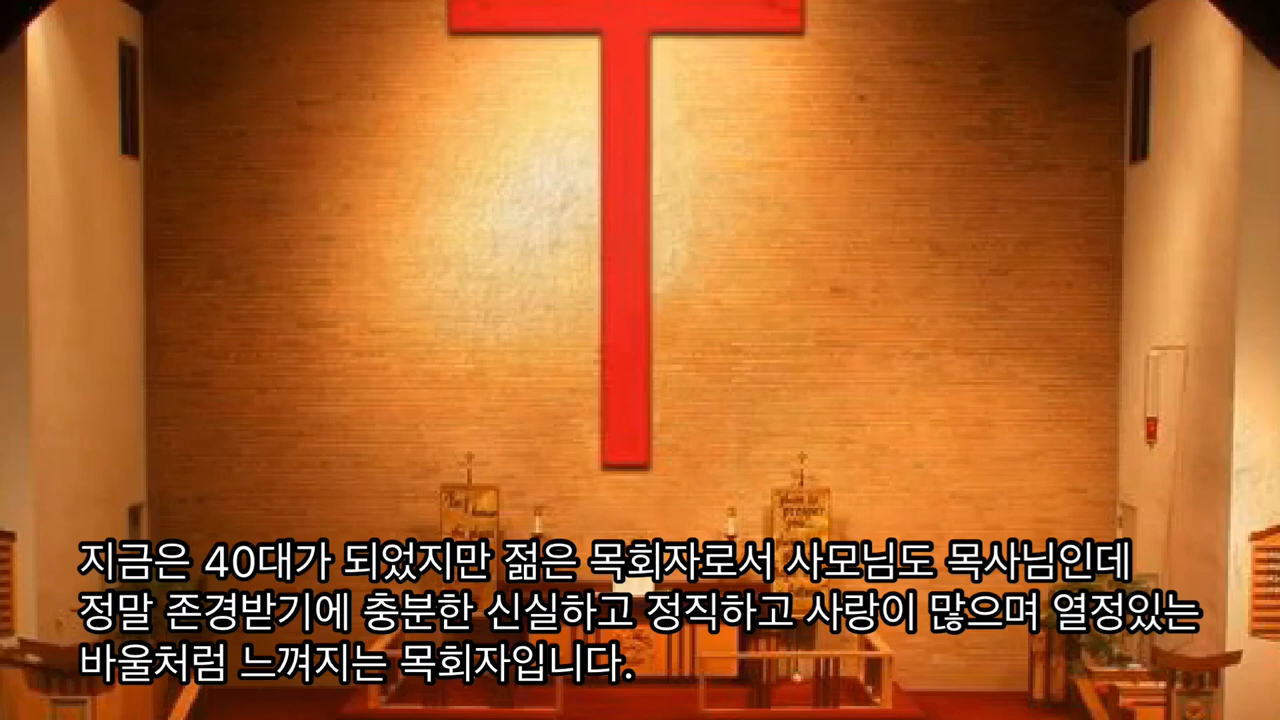 prosper
you
지금은 40대가 되었지만 젊은 목회자로서 사모님도 목사님인데
정말 존경받기에 충분한 신실하고 정직하고 사랑이 많으며 열정있는
바울처럼 느껴지는 목회자입니다.